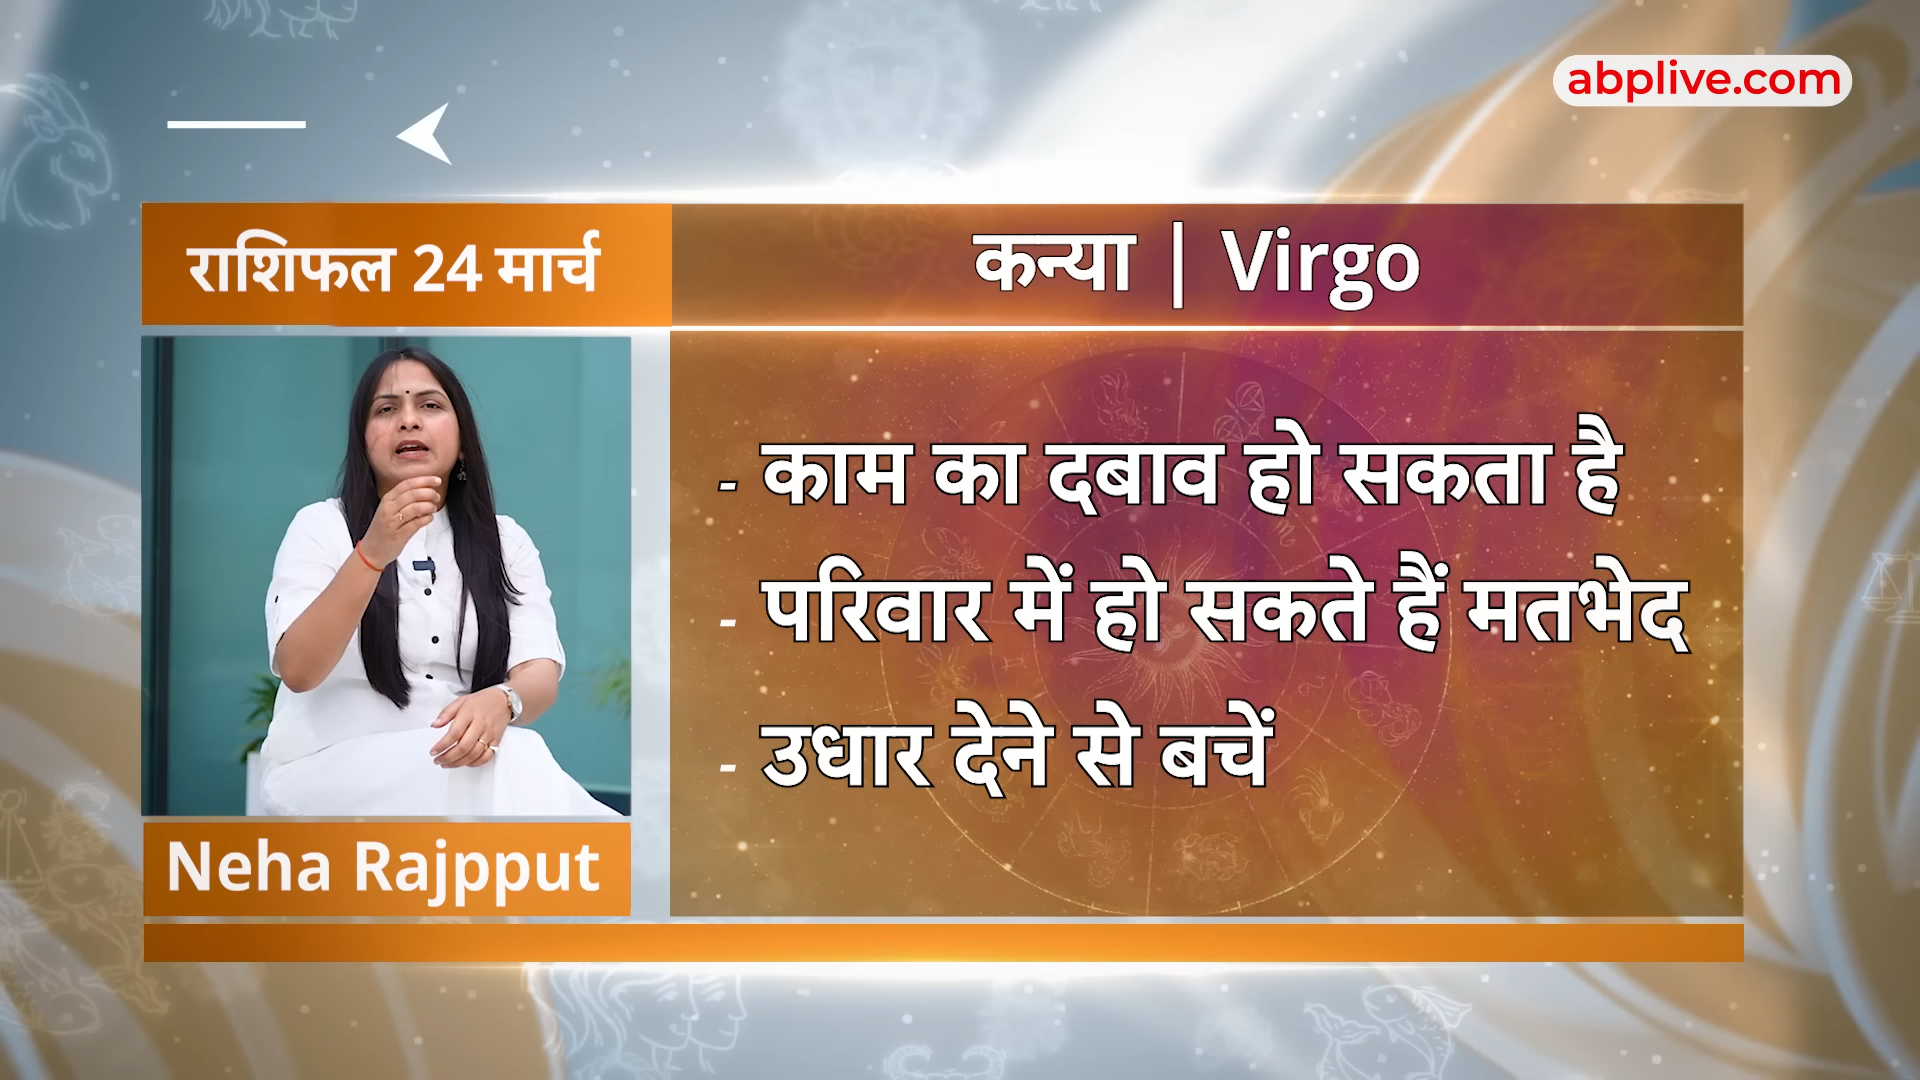 abplive.com
राशिफल 24 मार्च
कन्या | Virgo
- काम का दबाव हो सकता है
- परिवार में हो सकते हैं मतभेद
- उधार देने से बचें
Neha Rajpput